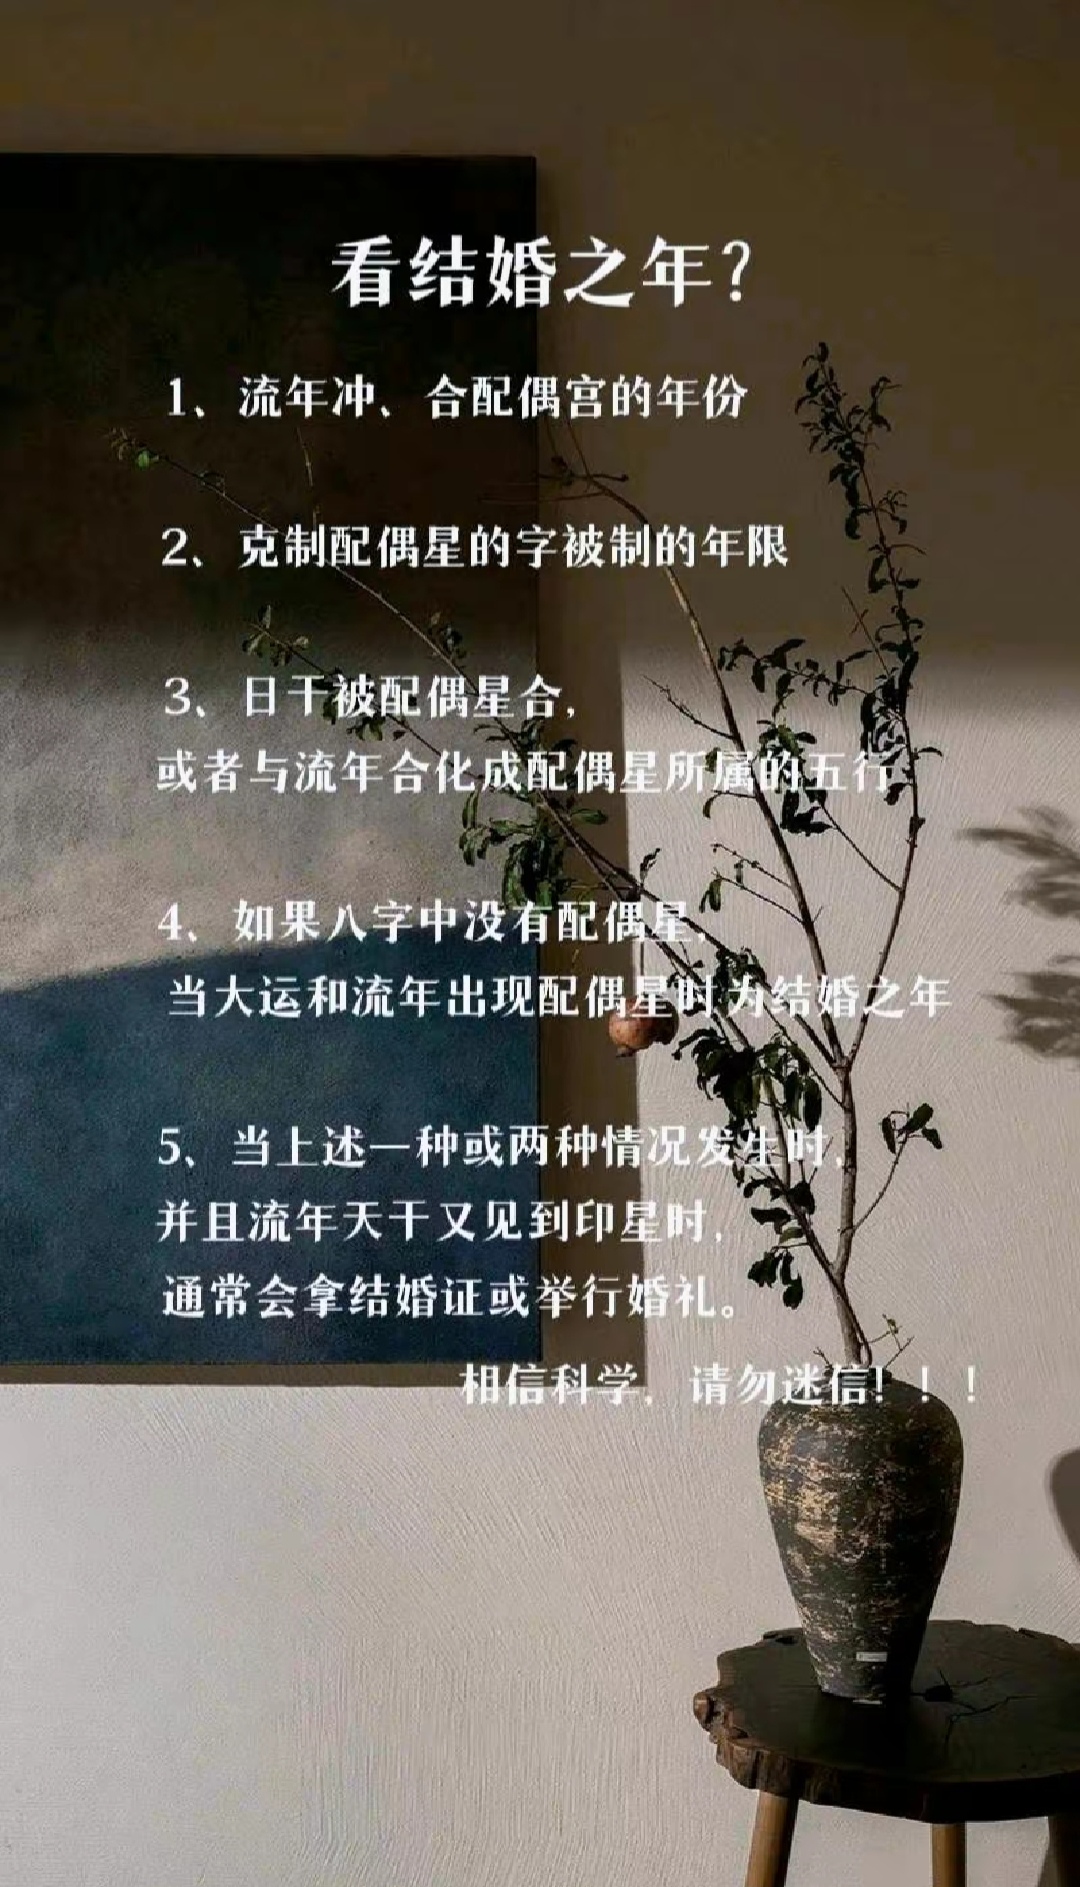 看结婚之年？
1、流年冲、合配偶宫的年份
2、克制配偶星的字被制的年限
3、日干被配偶星合，
或者与流年合化成配偶星所属的五行
4、如果八字中没有配偶星，
当大运和流年出现配偶星时为结婚之年
5、当上述一种或两种情况发生时，
并且流年天干又见到印星时，
通常会拿结婚证或举行婚礼。
相信科学，请勿迷信！！！